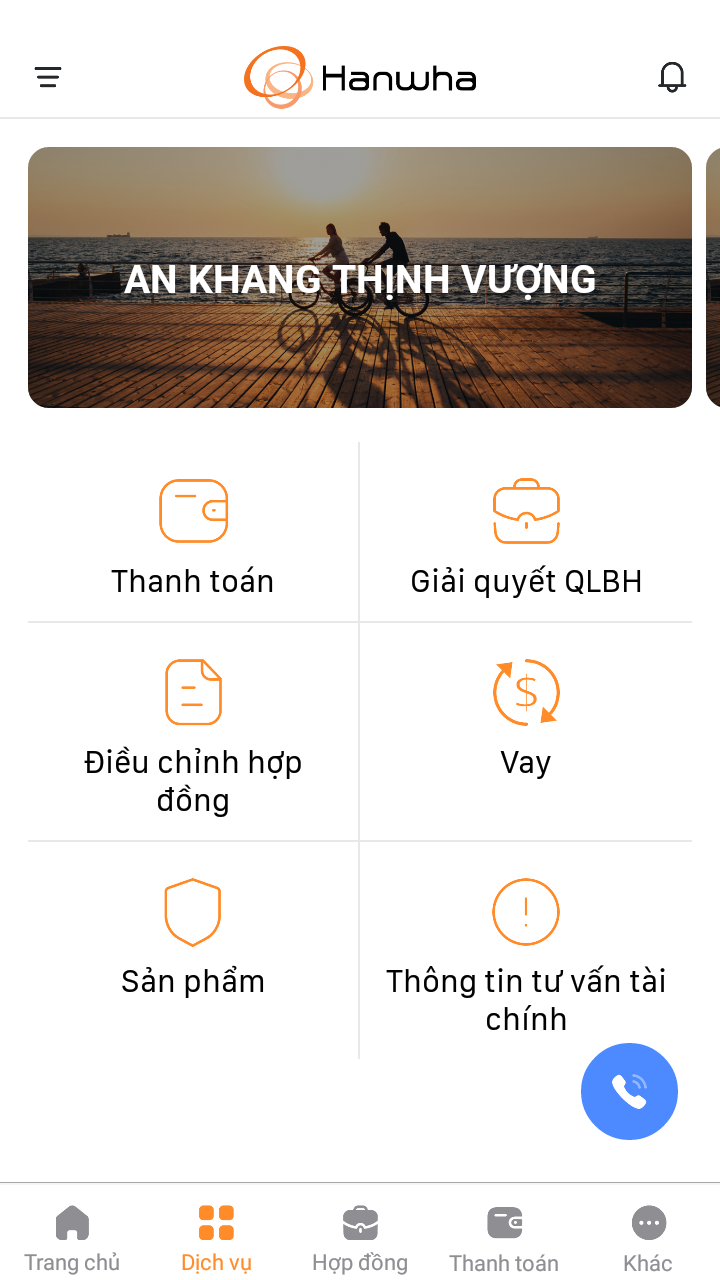 Hanwha
AN KHANG THỊNH VƯỢNG
Thanh toán
Giải quyết QLBH
Điều chỉnh hợp
đồng
Vay
Sản phẩm
Thông tin tư vấn tài
chính
Trang chủ
Dịch vụ
Hợp đồng
Thanh toán
Khác